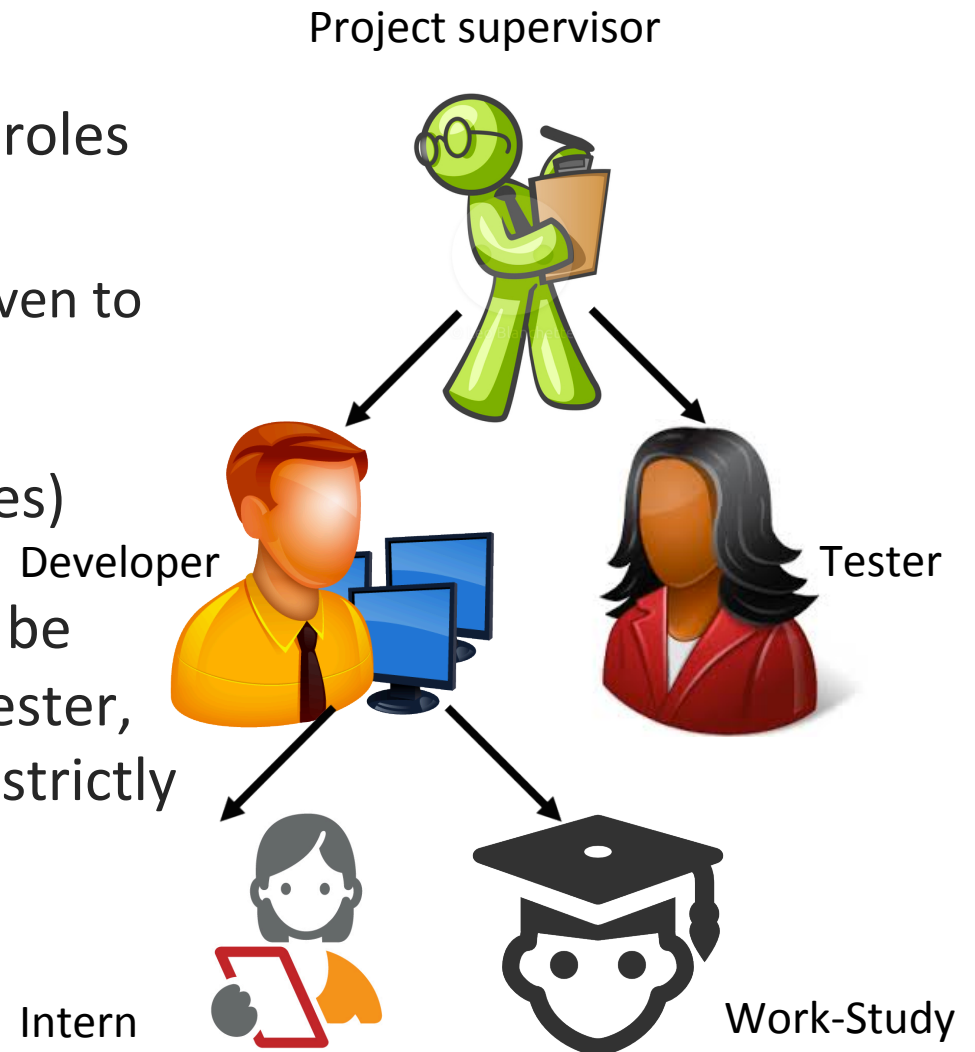 Project supervisor
roles
ven to
es)
Developer
Tester
be
ester,
strictly
Intern
Work-Study